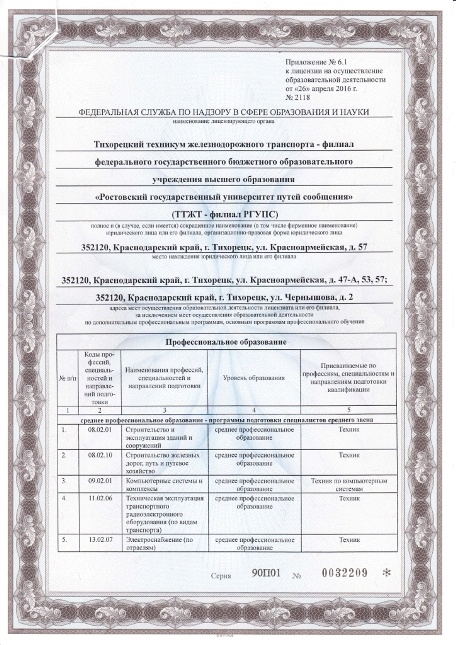 Приложение № 6.1
к лицензии на осуществление
образовательной деятельности
от «26» апреля 2016 г.
№ 2118
ФЕДЕРАЛЬНАЯ СЛУЖБА ПО НАДЗОРУ В СФЕРЕ ОБРАЗОВАНИЯ И НАУКИ
наименование лицензирующего органа
Тихорецкий техникум железнодорожного транспорта - филиал
федерального государственного бюджетного образовательного
учреждения высшего образования
«Ростовский государственный университет путей сообщения»
(ТТЖТ - филиал РГУПС)
полное и (в случае, если имеется) сокращенное наименование (в том числе фирменное наименование)
юридического лица или его филиала, организационно-правовая форма юридического лица
352120, Краснодарский край, г. Тихорецк, ул. Красноармейская, д. 57
место нахождения юридического лица или его филиала
352120, Краснодарский край, г. Тихорецк, ул. Красноармейская, д. 47-А, 53, 57;
352120, Краснодарский край, г. Тихорецк, ул. Чернышова, д. 2
адреса мест осуществления образовательной деятельности лицензиата или его филиала,
за исключением мест осуществления образовательной деятельности
по дополнительным профессиональным программам, основным программам профессионального обучения
Профессиональное образование
№ п/п
Коды про-
фессий,
специаль-
ностей и
направле-
ний подго-
товки
Наименования профессий,
специальностей и
направлений подготовки
Уровень образования
Присваиваемые по
профессиям, специальностям и
направлениям подготовки
квалификации
1 2 3 4 5
среднее профессиональное образование - программы подготовки специалистов среднего звена
1. 08.02.01 Строительство и
эксплуатация зданий и
сооружений
среднее профессиональное
образование
Техник
2. 08.02.10 Строительство железных
дорог, путь и путевое
хозяйство
среднее профессиональное
образование
Техник
3. 09.02.01 Компьютерные системы и
комплексы
среднее профессиональное
образование
Техник по компьютерным
системам
4. 11.02.06 Техническая эксплуатация
транспортного
радиоэлектронного
оборудования (по видам
транспорта)
среднее профессиональное
образование
Техник
5. 13.02.07 Электроснабжение (по
отраслям)
среднее профессиональное
образование
Техник
Серия 90П01 № 0032209 *